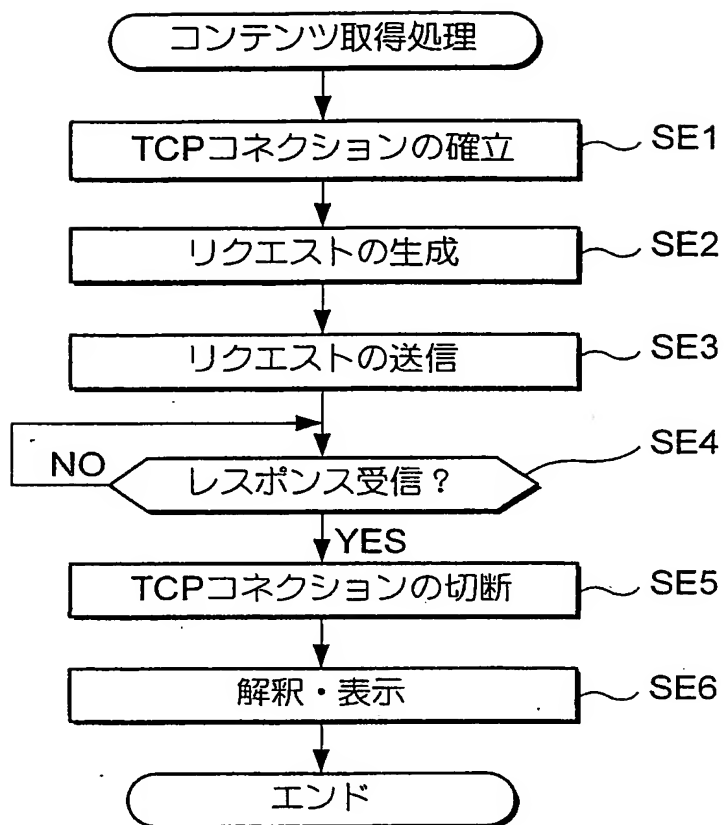 コンテンツ取得処理
TCPコネクションの確立 SE1
リクエストの生成 SE2
リクエストの送信 SE3
NO レスポンス受信？ SE4
YES
TCPコネクションの切断 SE5
解釈・表示 SE6
エンド